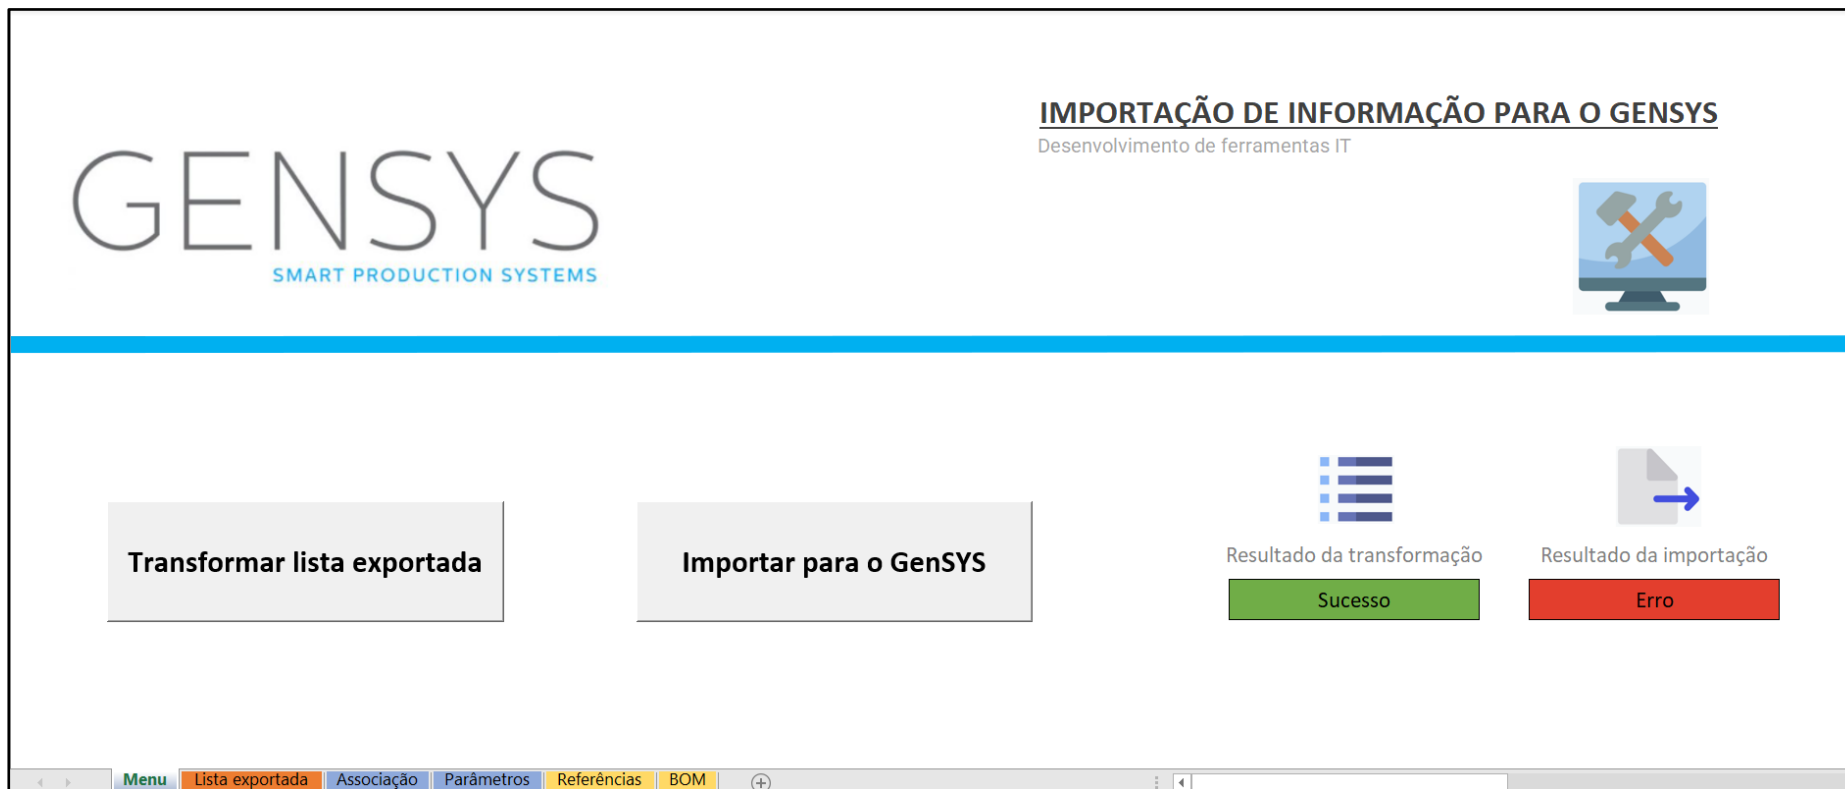 IMPORTAÇÃO DE INFORMAÇÃO PARA O GENSYS
Desenvolvimento de ferramentas IT
GENSYS
SMART PRODUCTION SYSTEMS
Transformar lista exportada
Importar para o GenSYS
Resultado da transformação
Sucesso
Resultado da importação
Erro
Menu Lista exportada Associação Parâmetros Referências BOM